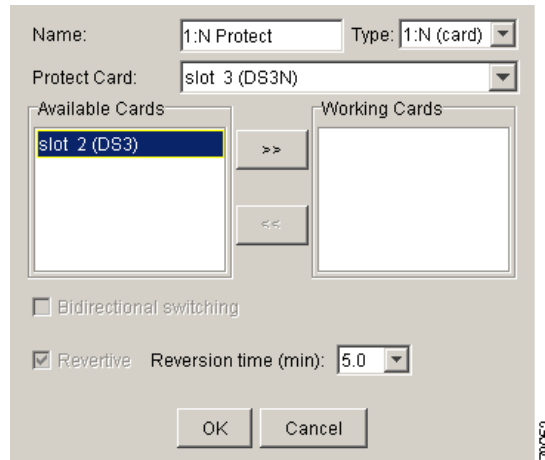 Name: 1:N Protect Type: 1:N (card)
Protect Card: slot 3 (DS3N)
Available Cards Working Cards
slot 2 (DS3)
>>
<<
Bidirectional switching
Revertive Reversion time (min): 5.0
OK Cancel